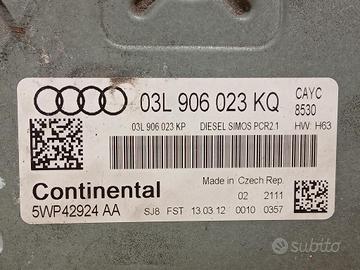 03L 906 023 KQ
CAYC
8530
03L 906 023 KP DIESEL SIMOS PCR2.1 HW: H63
Continental
Made in Czech Rep.
02 2111
5WP42924 AA SJ8 FST 13.03.12 0010 0357
subito